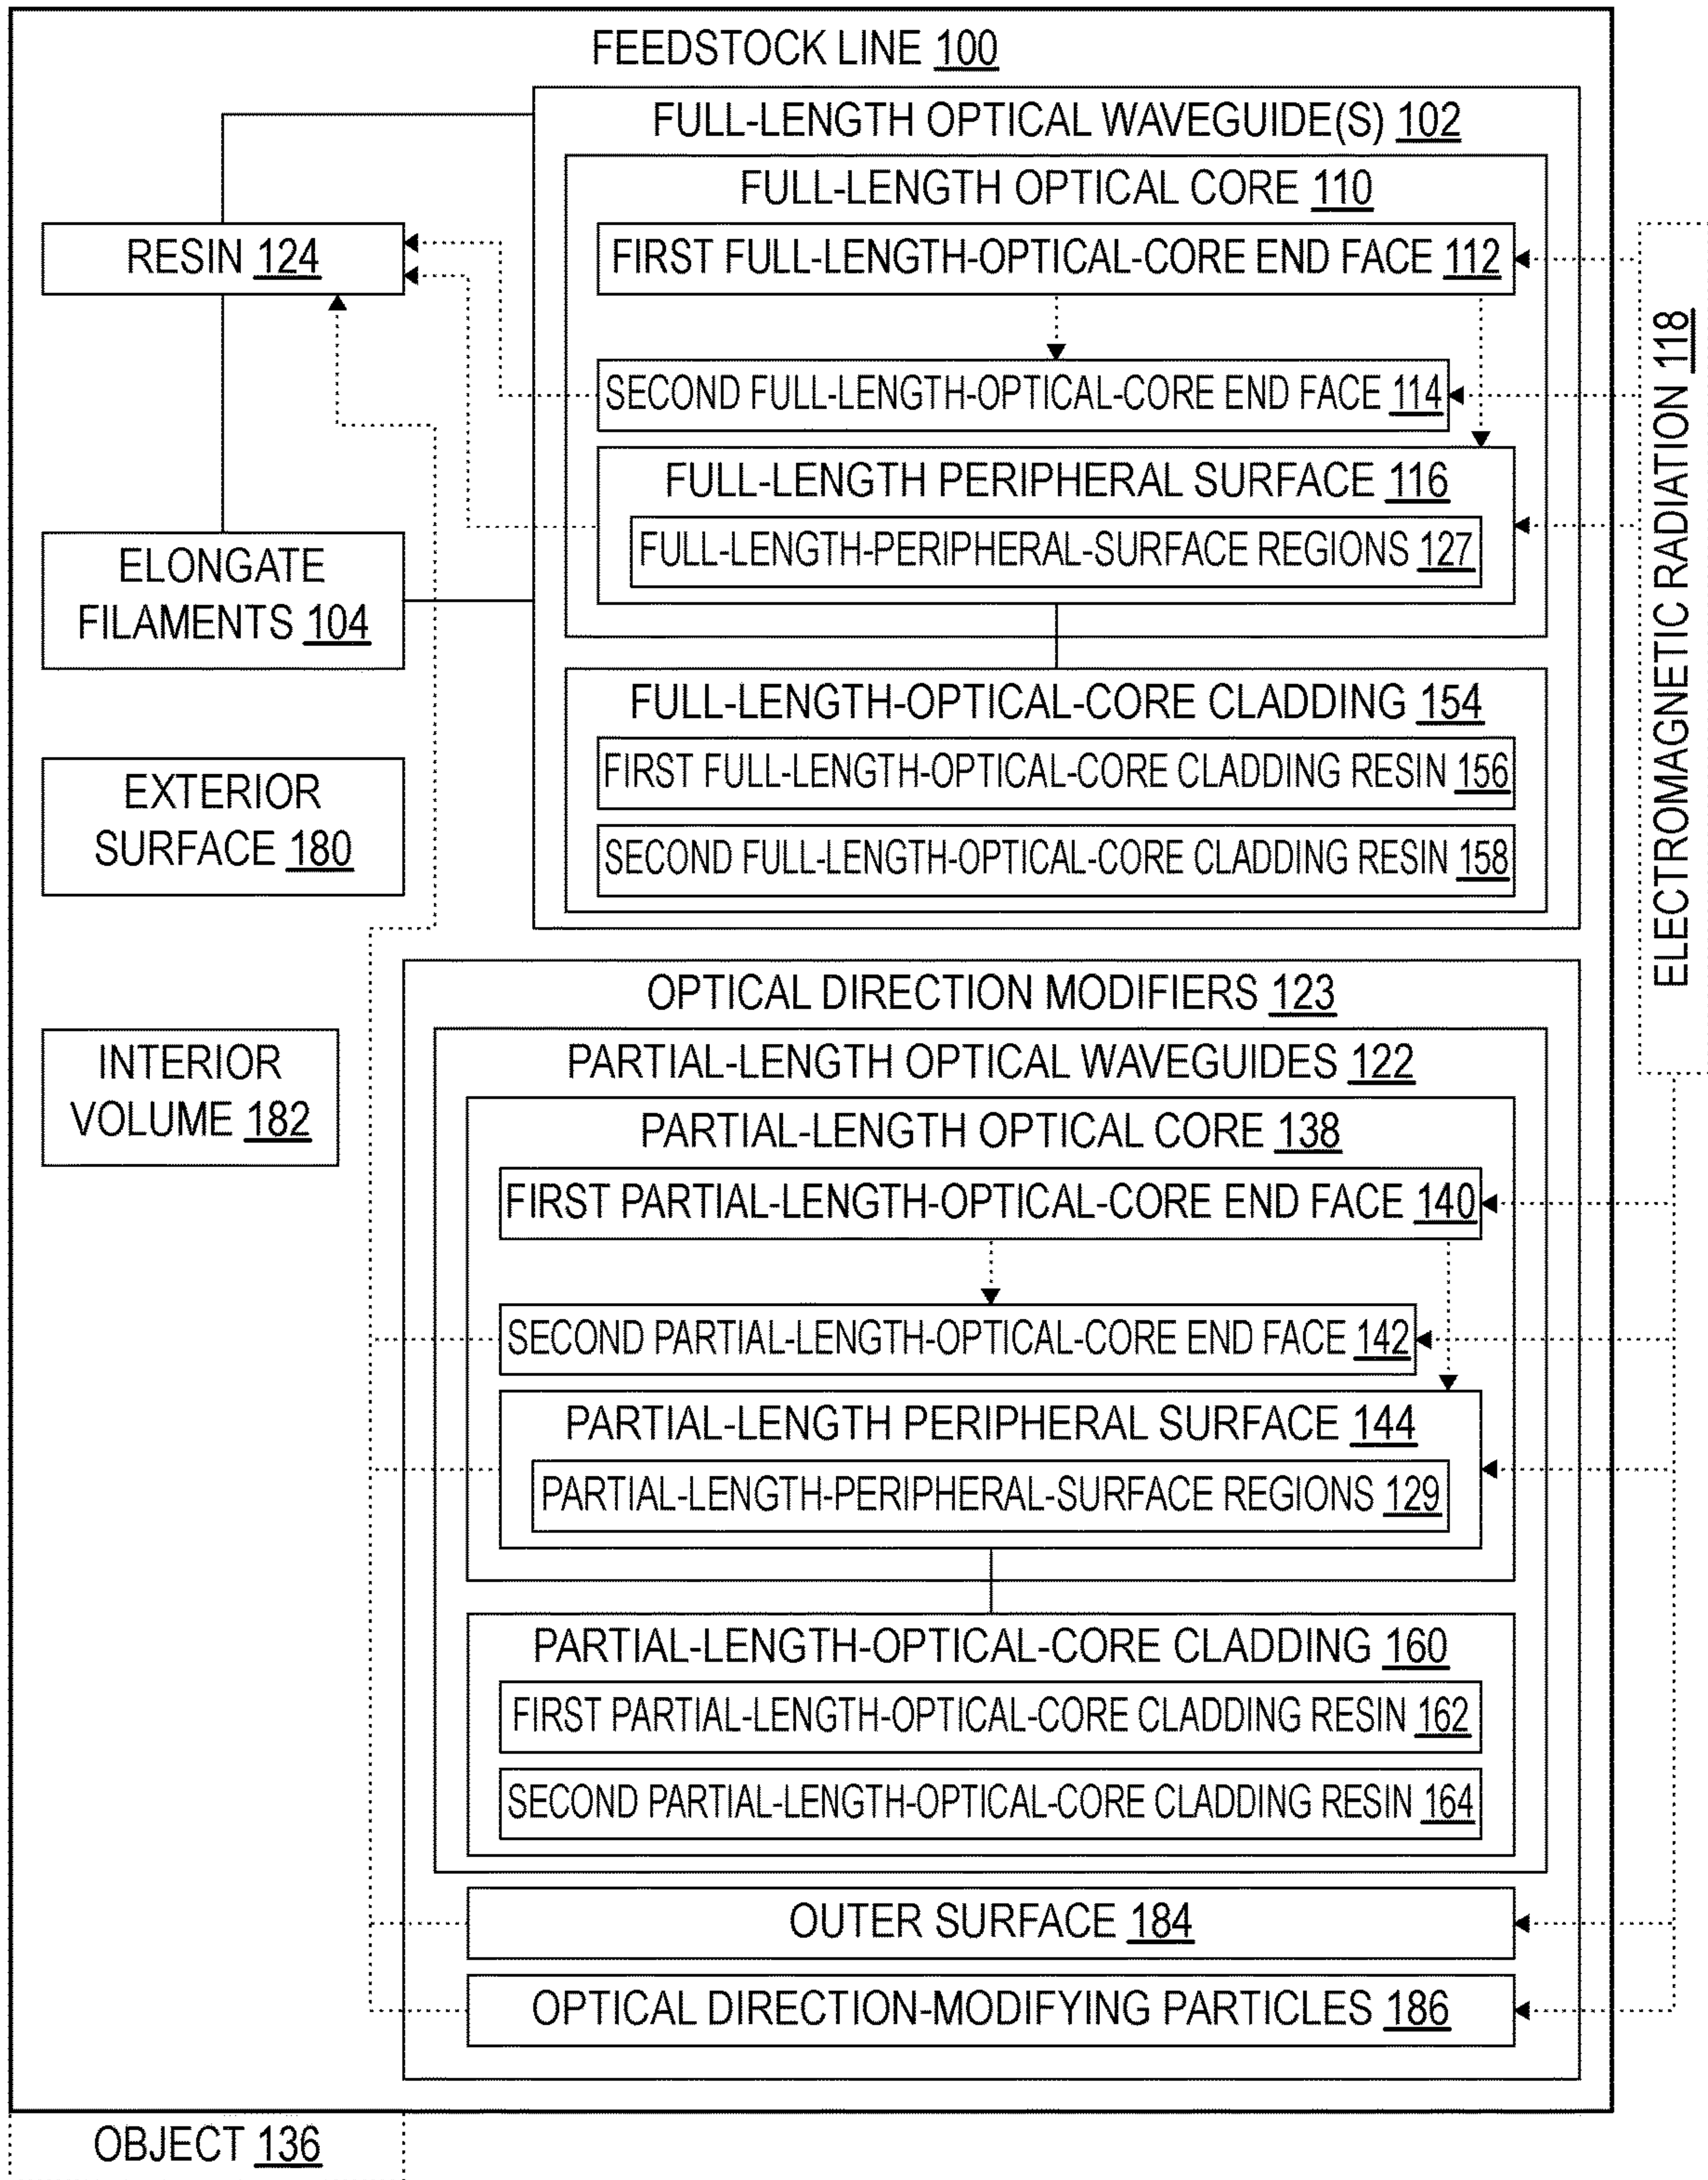 FEEDSTOCK LINE 100
FULL-LENGTH OPTICAL WAVEGUIDE(S) 102
FULL-LENGTH OPTICAL CORE 110
FIRST FULL-LENGTH-OPTICAL-CORE END FACE 112
SECOND FULL-LENGTH-OPTICAL-CORE END FACE 114
FULL-LENGTH PERIPHERAL SURFACE 116
FULL-LENGTH-PERIPHERAL-SURFACE REGIONS 127
FULL-LENGTH-OPTICAL-CORE CLADDING 154
FIRST FULL-LENGTH-OPTICAL-CORE CLADDING RESIN 156
SECOND FULL-LENGTH-OPTICAL-CORE CLADDING RESIN 158
RESIN 124
ELONGATE
FILAMENTS 104
EXTERIOR
SURFACE 180
INTERIOR
VOLUME 182
OPTICAL DIRECTION MODIFIERS 123
PARTIAL-LENGTH OPTICAL WAVEGUIDES 122
PARTIAL-LENGTH OPTICAL CORE 138
FIRST PARTIAL-LENGTH-OPTICAL-CORE END FACE 140
SECOND PARTIAL-LENGTH-OPTICAL-CORE END FACE 142
PARTIAL-LENGTH PERIPHERAL SURFACE 144
PARTIAL-LENGTH-PERIPHERAL-SURFACE REGIONS 129
PARTIAL-LENGTH-OPTICAL-CORE CLADDING 160
FIRST PARTIAL-LENGTH-OPTICAL-CORE CLADDING RESIN 162
SECOND PARTIAL-LENGTH-OPTICAL-CORE CLADDING RESIN 164
OUTER SURFACE 184
OPTICAL DIRECTION-MODIFYING PARTICLES 186
ELECTROMAGNETIC RADIATION 118
OBJECT 136